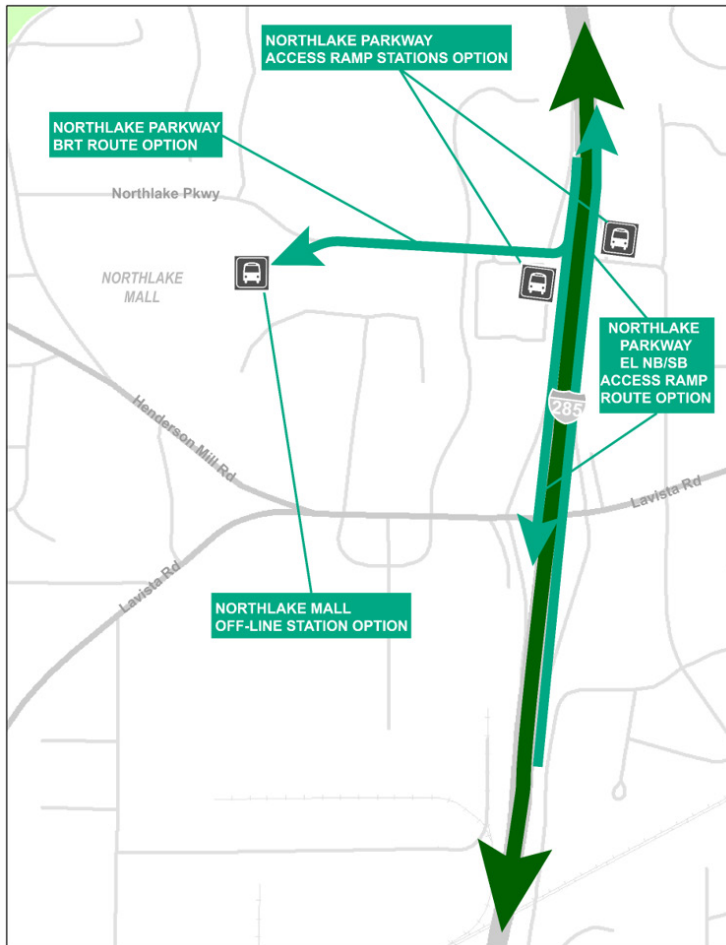 NORTHLAKE PARKWAY
ACCESS RAMP STATIONS OPTION
NORTHLAKE PARKWAY
BRT ROUTE OPTION
Northlake Pkwy
NORTHLAKE
MALL
NORTHLAKE
PARKWAY
EL NB/SB
ACCESS RAMP
ROUTE OPTION
285
Henderson Mill Rd
Lavista Rd
Lavista Rd
NORTHLAKE MALL
OFF-LINE STATION OPTION